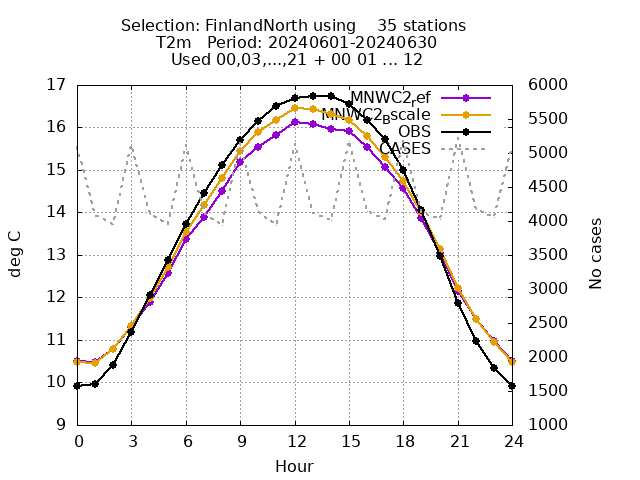 Selection: FinlandNorth using    35 stations
T2m   Period: 20240601-20240630
Used 00,03,...,21 + 00 01 ... 12
17
16
15
14
13
12
11
10
9
deg C
6000
5500
5000
4500
4000
3500
3000
2500
2000
1500
1000
No cases
MNWC2ref
MNWC2Bscale
OBS
CASES
0 3 6 9 12 15 18 21 24
Hour